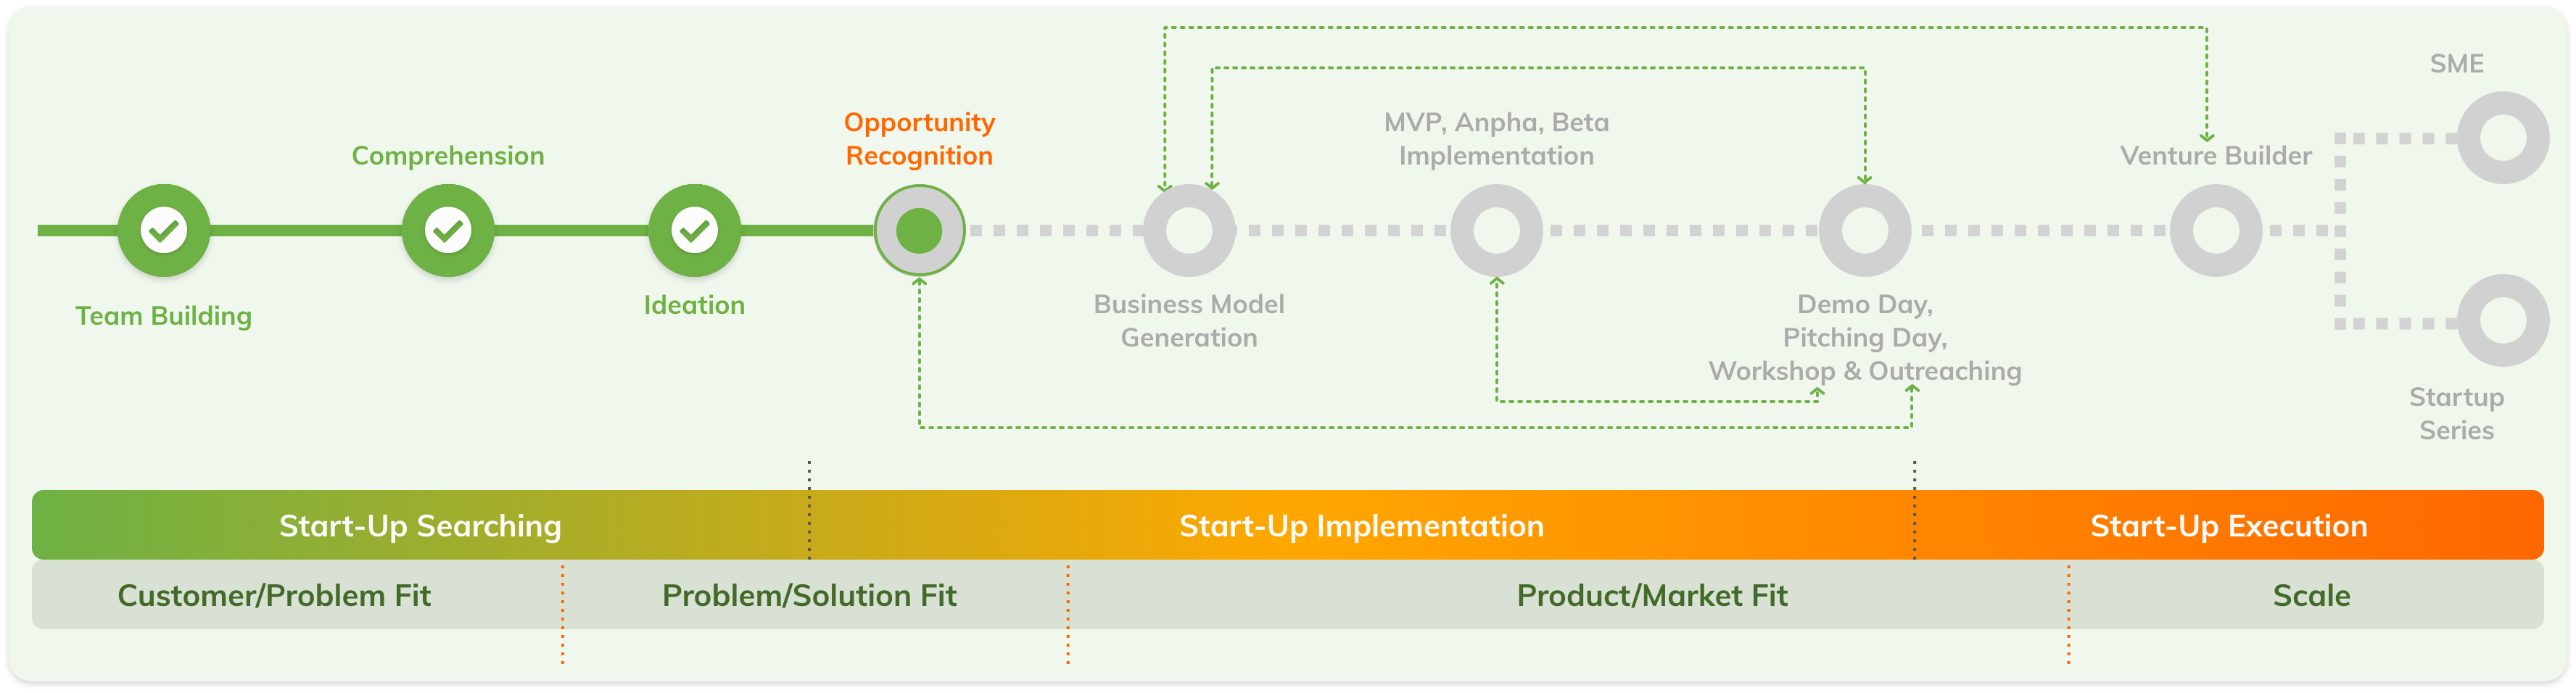 SME
Opportunity
Recognition
MVP, Anpha, Beta
Implementation
Comprehension
Venture Builder
Team Building
Ideation
Business Model
Generation
Demo Day,
Pitching Day,
Workshop & Outreaching
Startup
Series
Start-Up Searching
Start-Up Implementation
Start-Up Execution
Customer/Problem Fit
Problem/Solution Fit
Product/Market Fit
Scale